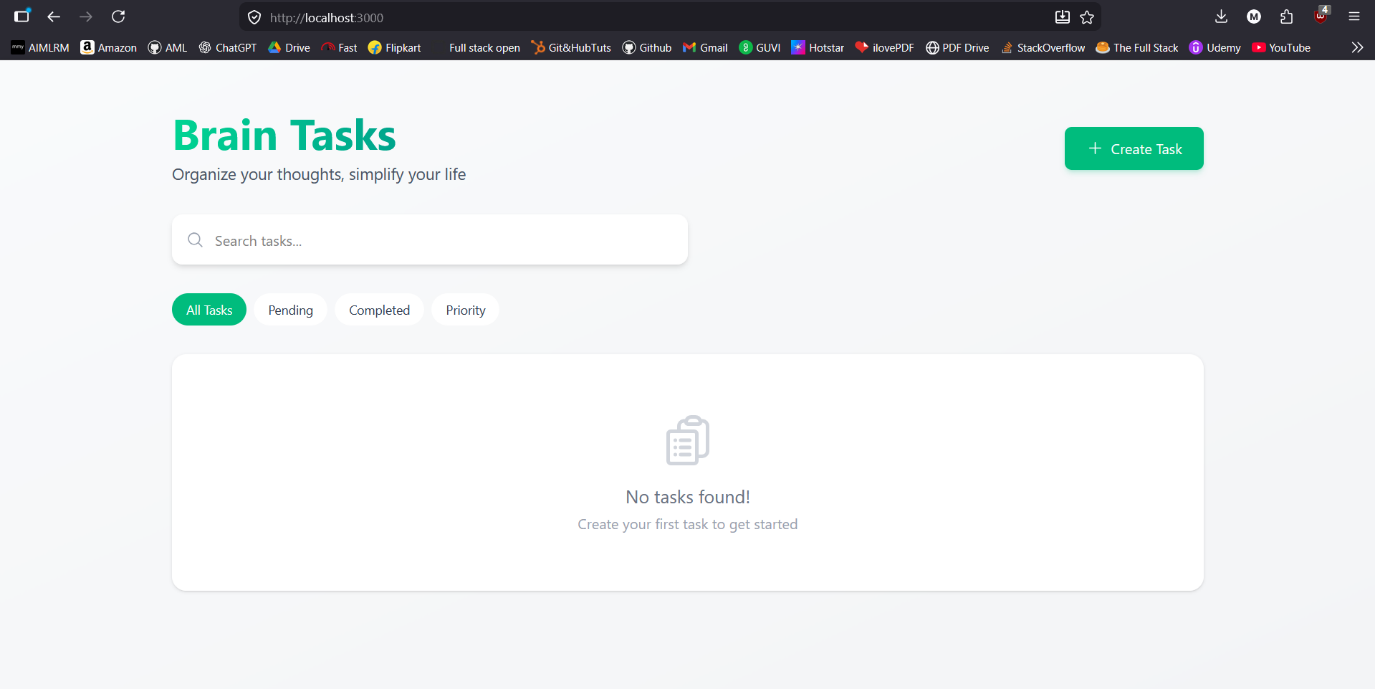 http://localhost:3000
4
M
my AIMLRM Amazon AML ChatGPT Drive Fast Flipkart Full stack open Git&HubTuts Github Gmail GUVI Hotstar ilovePDF PDF Drive StackOverflow The Full Stack Udemy YouTube
Brain Tasks
Organize your thoughts, simplify your life
+ Create Task
Search tasks...
All Tasks Pending Completed Priority
No tasks found!
Create your first task to get started